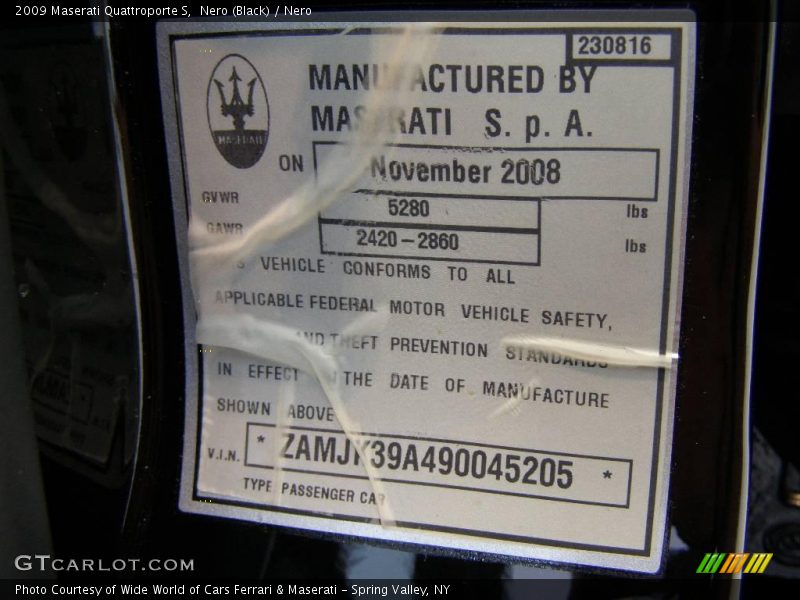 2009 Maserati Quattroporte S,  Nero (Black) / Nero
230816
MASERATI
MANUFACTURED BY
MASERATI S. p. A.
ON November 2008
GVWR 5280 lbs
GAWR 2420-2860 lbs
VEHICLE CONFORMS TO ALL
APPLICABLE FEDERAL MOTOR VEHICLE SAFETY,
AND THEFT PREVENTION STANDARDS
IN EFFECT THE DATE OF MANUFACTURE
SHOWN ABOVE
V.I.N. * ZAMJK39A490045205 *
TYPE PASSENGER CAR
GTCARLOT.COM
Photo Courtesy of Wide World of Cars Ferrari & Maserati – Spring Valley, NY